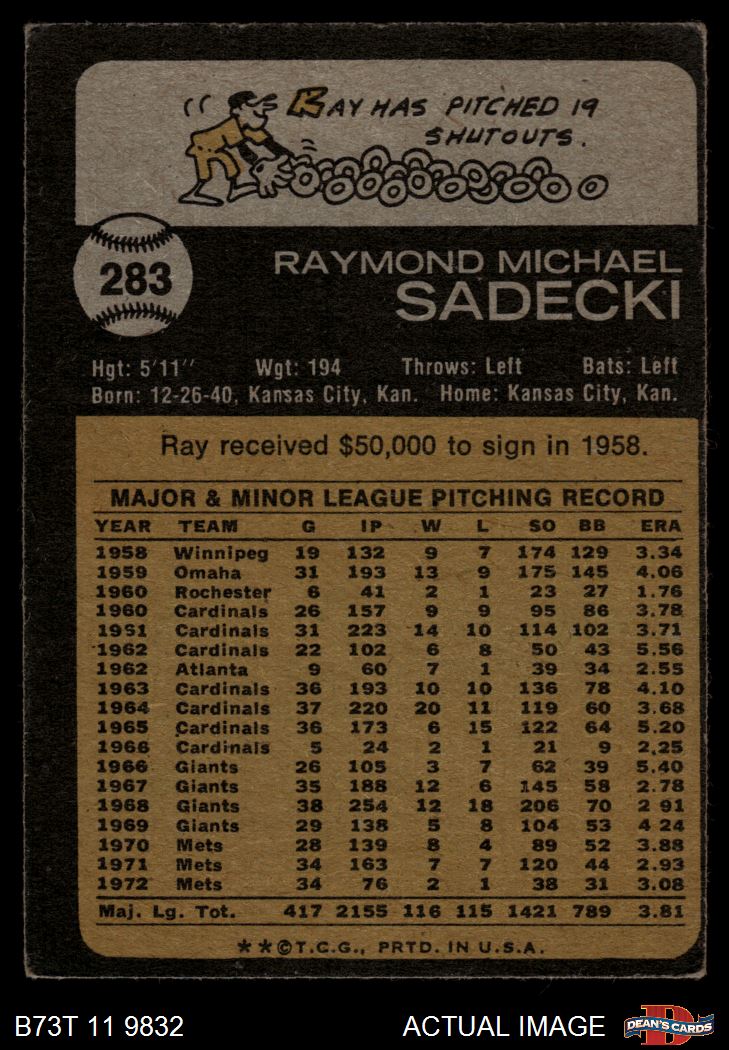 RAY HAS PITCHED 19
SHUTOUTS.
283
RAYMOND MICHAEL
SADECKI
Hgt: 5'11" Wgt: 194 Throws: Left Bats: Left
Born: 12-26-40, Kansas City, Kan. Home: Kansas City, Kan.
Ray received $50,000 to sign in 1958.
MAJOR & MINOR LEAGUE PITCHING RECORD
YEAR TEAM G IP W L SO BB ERA
1958 Winnipeg 19 132 9 7 174 129 3.34
1959 Omaha 31 193 13 9 175 145 4.06
1960 Rochester 6 41 2 1 23 27 1.76
1960 Cardinals 26 157 9 9 95 86 3.78
19S1 Cardinals 31 223 14 10 114 102 3.71
1962 Cardinals 22 102 6 8 50 43 5.56
1962 Atlanta 9 60 7 1 39 34 2.55
1963 Cardinals 36 193 10 10 136 78 4.10
1964 Cardinals 37 220 20 11 119 60 3.68
1965 Cardinals 36 173 6 15 122 64 5.20
1966 Cardinals 5 24 2 1 21 9 2.25
1966 Giants 26 105 3 7 62 39 5.40
1967 Giants 35 188 12 6 145 58 2.78
1968 Giants 38 254 12 18 206 70 2 91
1969 Giants 29 138 5 8 104 53 4 24
1970 Mets 28 139 8 4 89 52 3.88
1971 Mets 34 163 7 7 120 44 2.93
1972 Mets 34 76 2 1 38 31 3.08
Maj. Lg. Tot. 417 2155 116 115 1421 789 3.81
**©T.C.G., PRTD. IN U.S.A.
B73T 11 9832 ACTUAL IMAGE D DEAN'S CARDS